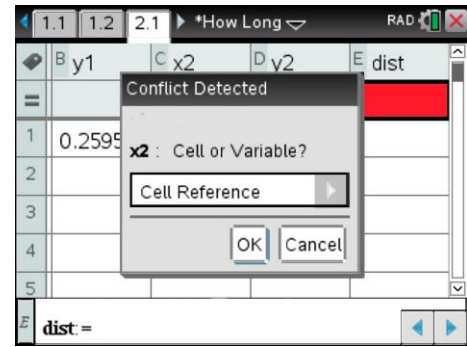 1.1 1.2 2.1 *How Long RAD
B y1 C x2 D y2 E dist
=
Conflict Detected
x2 : Cell or Variable?
Cell Reference
OK Cancel
1 0.2595
2
3
4
5
E dist:=